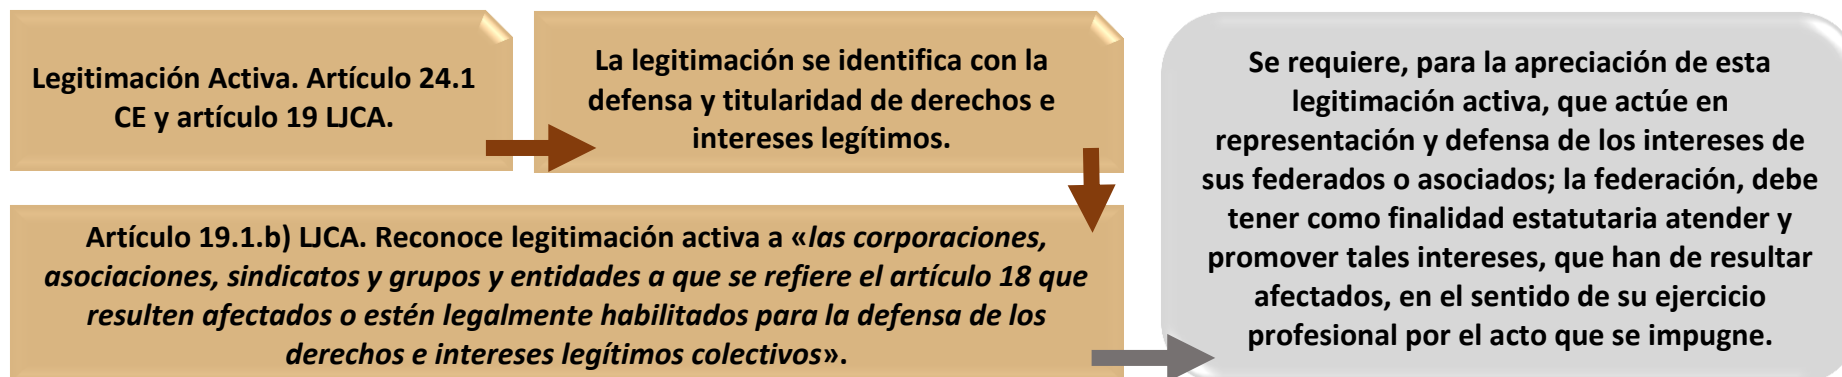 Legitimación Activa. Artículo 24.1
CE y artículo 19 LJCA.
La legitimación se identifica con la
defensa y titularidad de derechos e
intereses legítimos.
Artículo 19.1.b) LJCA. Reconoce legitimación activa a «las corporaciones,
asociaciones, sindicatos y grupos y entidades a que se refiere el artículo 18 que
resulten afectados o estén legalmente habilitados para la defensa de los
derechos e intereses legítimos colectivos».
Se requiere, para la apreciación de esta
legitimación activa, que actúe en
representación y defensa de los intereses de
sus federados o asociados; la federación, debe
tener como finalidad estatutaria atender y
promover tales intereses, que han de resultar
afectados, en el sentido de su ejercicio
profesional por el acto que se impugne.